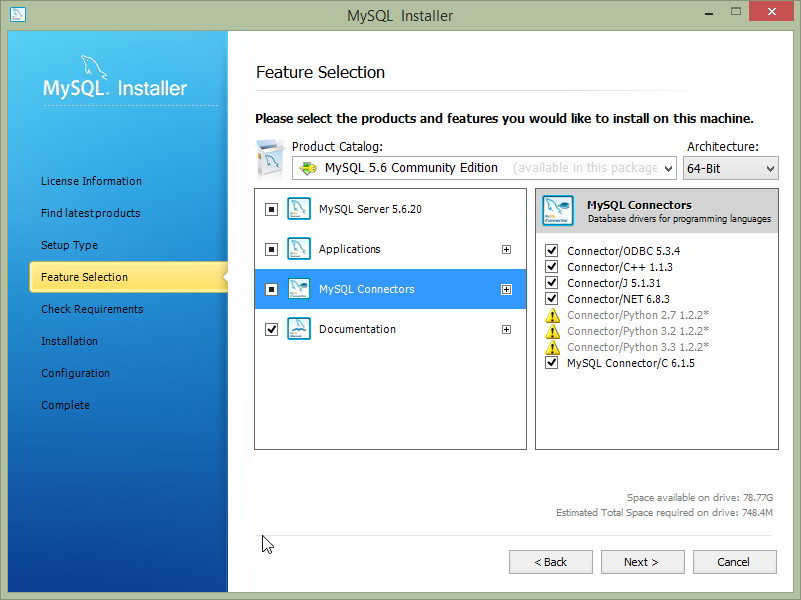 MySQL Installer
MySQL. Installer
License Information
Find latest products
Setup Type
Feature Selection
Check Requirements
Installation
Configuration
Complete
Feature Selection
Please select the products and features you would like to install on this machine.
Product Catalog:
Architecture:
MySQL 5.6 Community Edition (available in this package
64-Bit
MySQL Server 5.6.20
Applications
MySQL Connectors
Documentation
MySQL Connectors
Database drivers for programming languages
Connector/ODBC 5.3.4
Connector/C++ 1.1.3
Connector/J 5.1.31
Connector/NET 6.8.3
Connector/Python 2.7 1.2.2*
Connector/Python 3.2 1.2.2*
Connector/Python 3.3 1.2.2*
MySQL Connector/C 6.1.5
Space available on drive: 78.77G
Estimated Total Space required on drive: 748.4M
< Back
Next >
Cancel